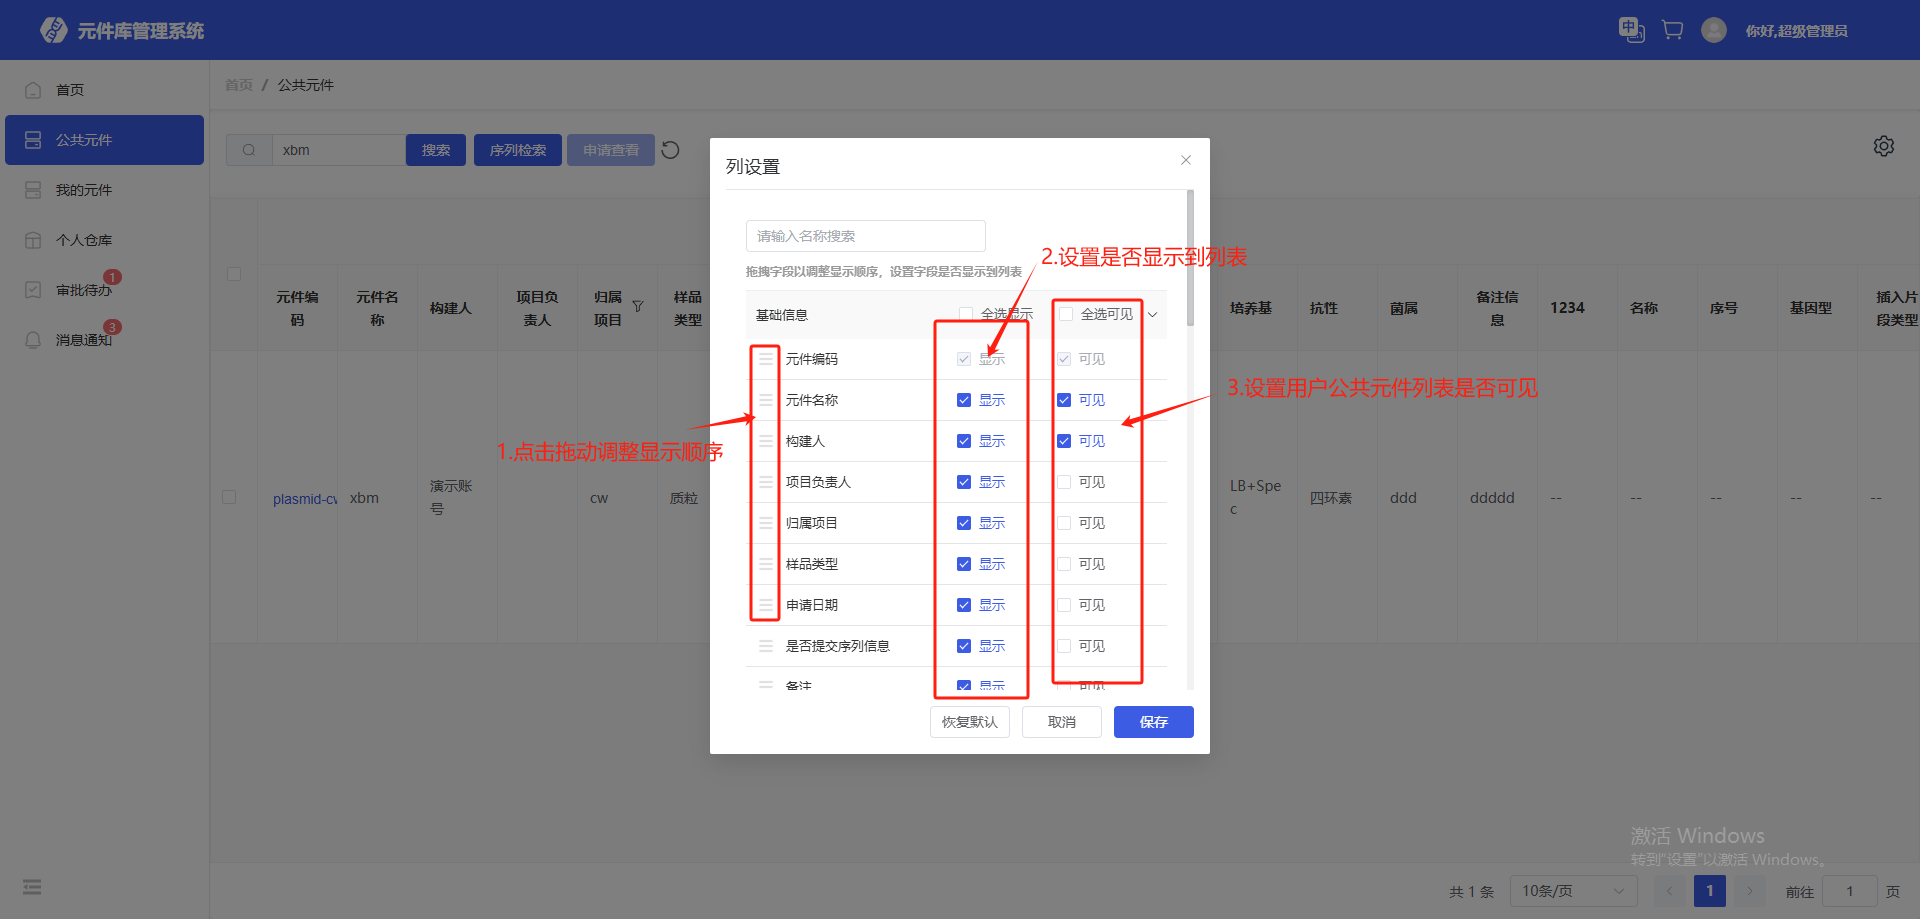 元件库管理系统
中
你好,超级管理员
首页
公共元件
我的元件
个人仓库
审批待办
1
消息通知
3
首页 / 公共元件
xbm
搜索
序列检索
申请查看
元件编
码
元件名
称
构建人
项目负
责人
归属
项目
样品
类型
培养基
抗性
菌属
备注信
息
1234
名称
序号
基因型
插入片
段类型
plasmid-cw
xbm
演示账
号
cw
质粒
LB+Spe
c
四环素
ddd
ddddd
--
--
--
--
--
列设置
请输入名称搜索
拖拽字段以调整显示顺序，设置字段是否显示到列表
基础信息 全选显示 全选可见
元件编码 显示 可见
元件名称 显示 可见
构建人 显示 可见
项目负责人 显示 可见
归属项目 显示 可见
样品类型 显示 可见
申请日期 显示 可见
是否提交序列信息 显示 可见
备注 显示 可见
恢复默认
取消
保存
1.点击拖动调整显示顺序
2.设置是否显示到列表
3.设置用户公共元件列表是否可见
激活 Windows
转到"设置"以激活 Windows。
共 1 条
10条/页
1
前往 1 页